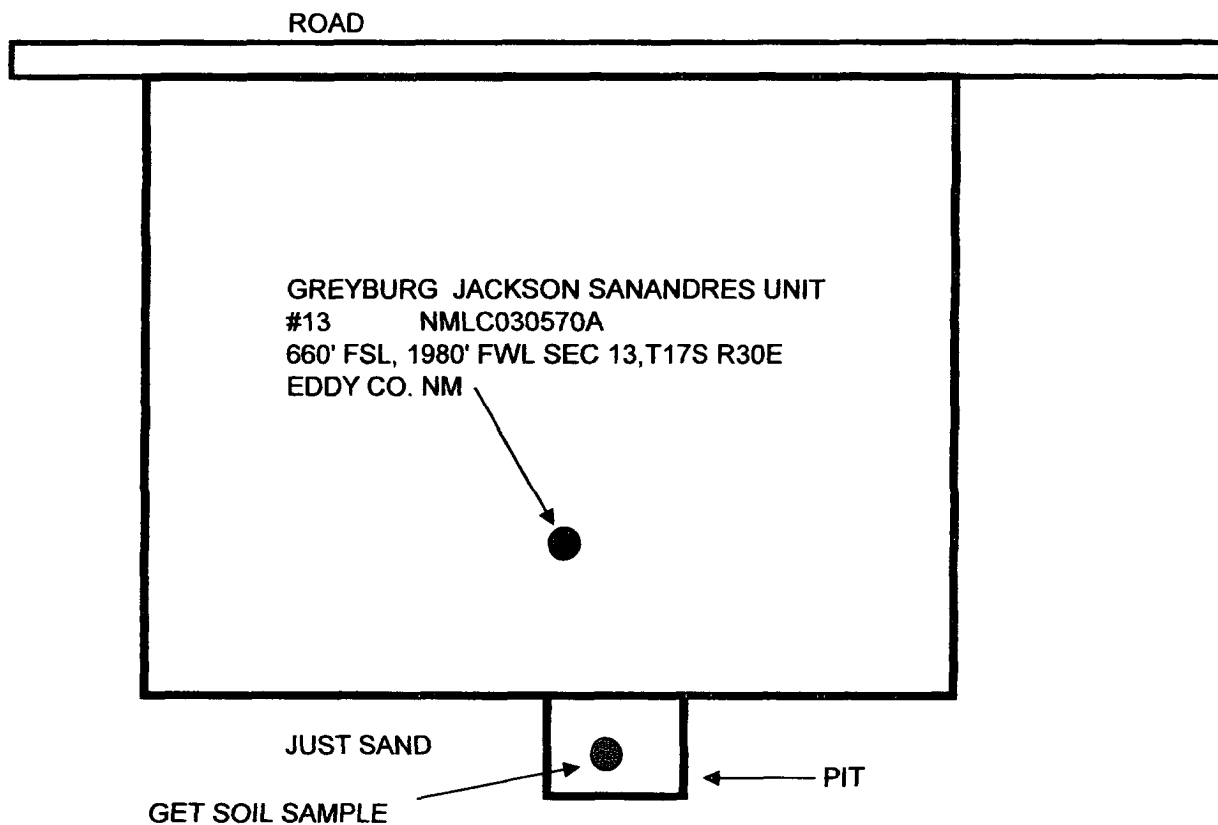 ROAD
GREYBURG JACKSON SANANDRES UNIT
#13 NMLC030570A
660' FSL, 1980' FWL SEC 13,T17S R30E
EDDY CO. NM
JUST SAND
PIT
GET SOIL SAMPLE